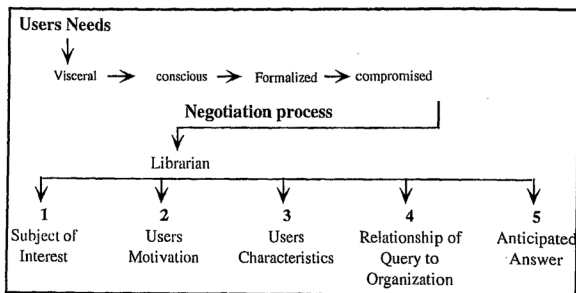 Users Needs
Visceral conscious Formalized compromised
Negotiation process
Librarian
1 2 3 4 5
Subject of Interest
Users Motivation
Users Characteristics
Relationship of Query to Organization
Anticipated Answer